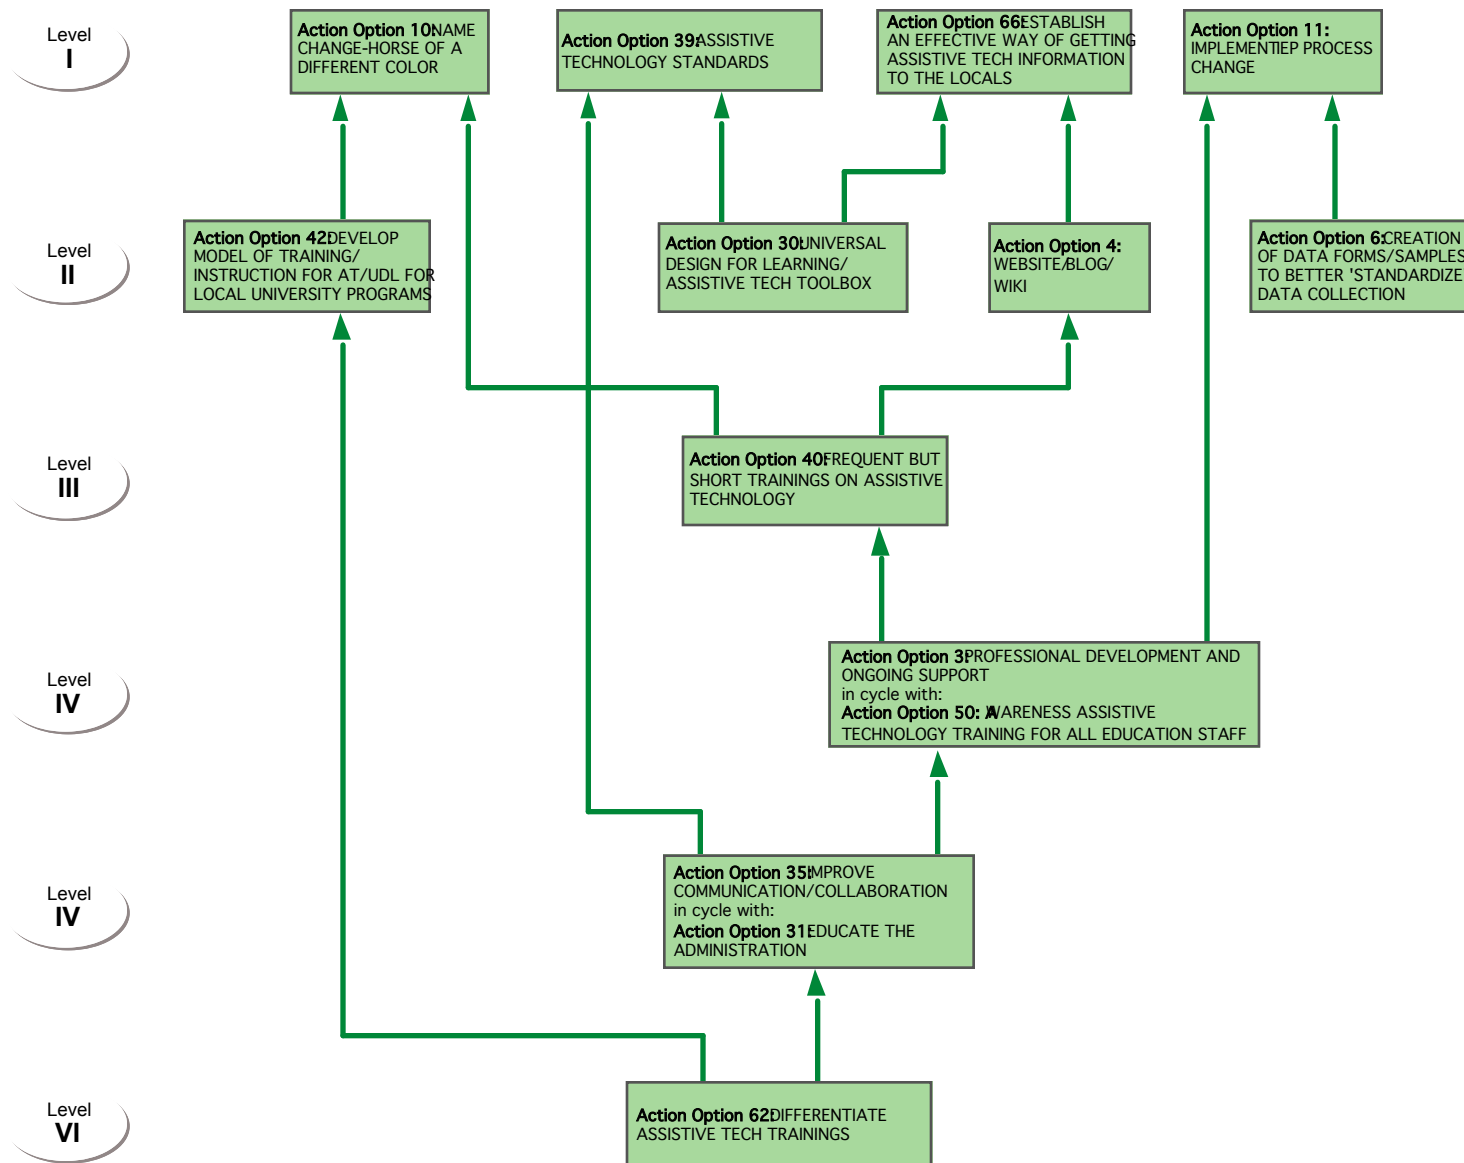 Level
I
Action Option 10: NAME
CHANGE-HORSE OF A
DIFFERENT COLOR
Action Option 39: ASSISTIVE
TECHNOLOGY STANDARDS
Action Option 66: ESTABLISH
AN EFFECTIVE WAY OF GETTING
ASSISTIVE TECH INFORMATION
TO THE LOCALS
Action Option 11:
IMPLEMENT IEP PROCESS
CHANGE
Level
II
Action Option 42: DEVELOP
MODEL OF TRAINING/
INSTRUCTION FOR AT/UDL FOR
LOCAL UNIVERSITY PROGRAMS
Action Option 30: UNIVERSAL
DESIGN FOR LEARNING/
ASSISTIVE TECH TOOLBOX
Action Option 4:
WEBSITE/BLOG/
WIKI
Action Option 6: CREATION
OF DATA FORMS/SAMPLES
TO BETTER 'STANDARDIZE'
DATA COLLECTION
Level
III
Action Option 40: FREQUENT BUT
SHORT TRAININGS ON ASSISTIVE
TECHNOLOGY
Level
IV
Action Option 3: PROFESSIONAL DEVELOPMENT AND
ONGOING SUPPORT
in cycle with:
Action Option 50: AWARENESS ASSISTIVE
TECHNOLOGY TRAINING FOR ALL EDUCATION STAFF
Level
IV
Action Option 35: IMPROVE
COMMUNICATION/COLLABORATION
in cycle with:
Action Option 31: EDUCATE THE
ADMINISTRATION
Level
VI
Action Option 62: DIFFERENTIATE
ASSISTIVE TECH TRAININGS